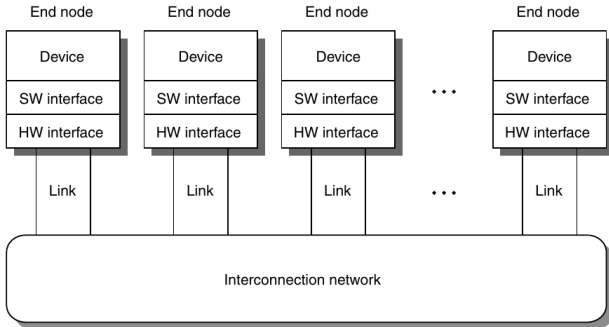 End node End node End node End node
Device Device Device Device
SW interface SW interface SW interface SW interface
HW interface HW interface HW interface HW interface
Link Link Link Link
Interconnection network